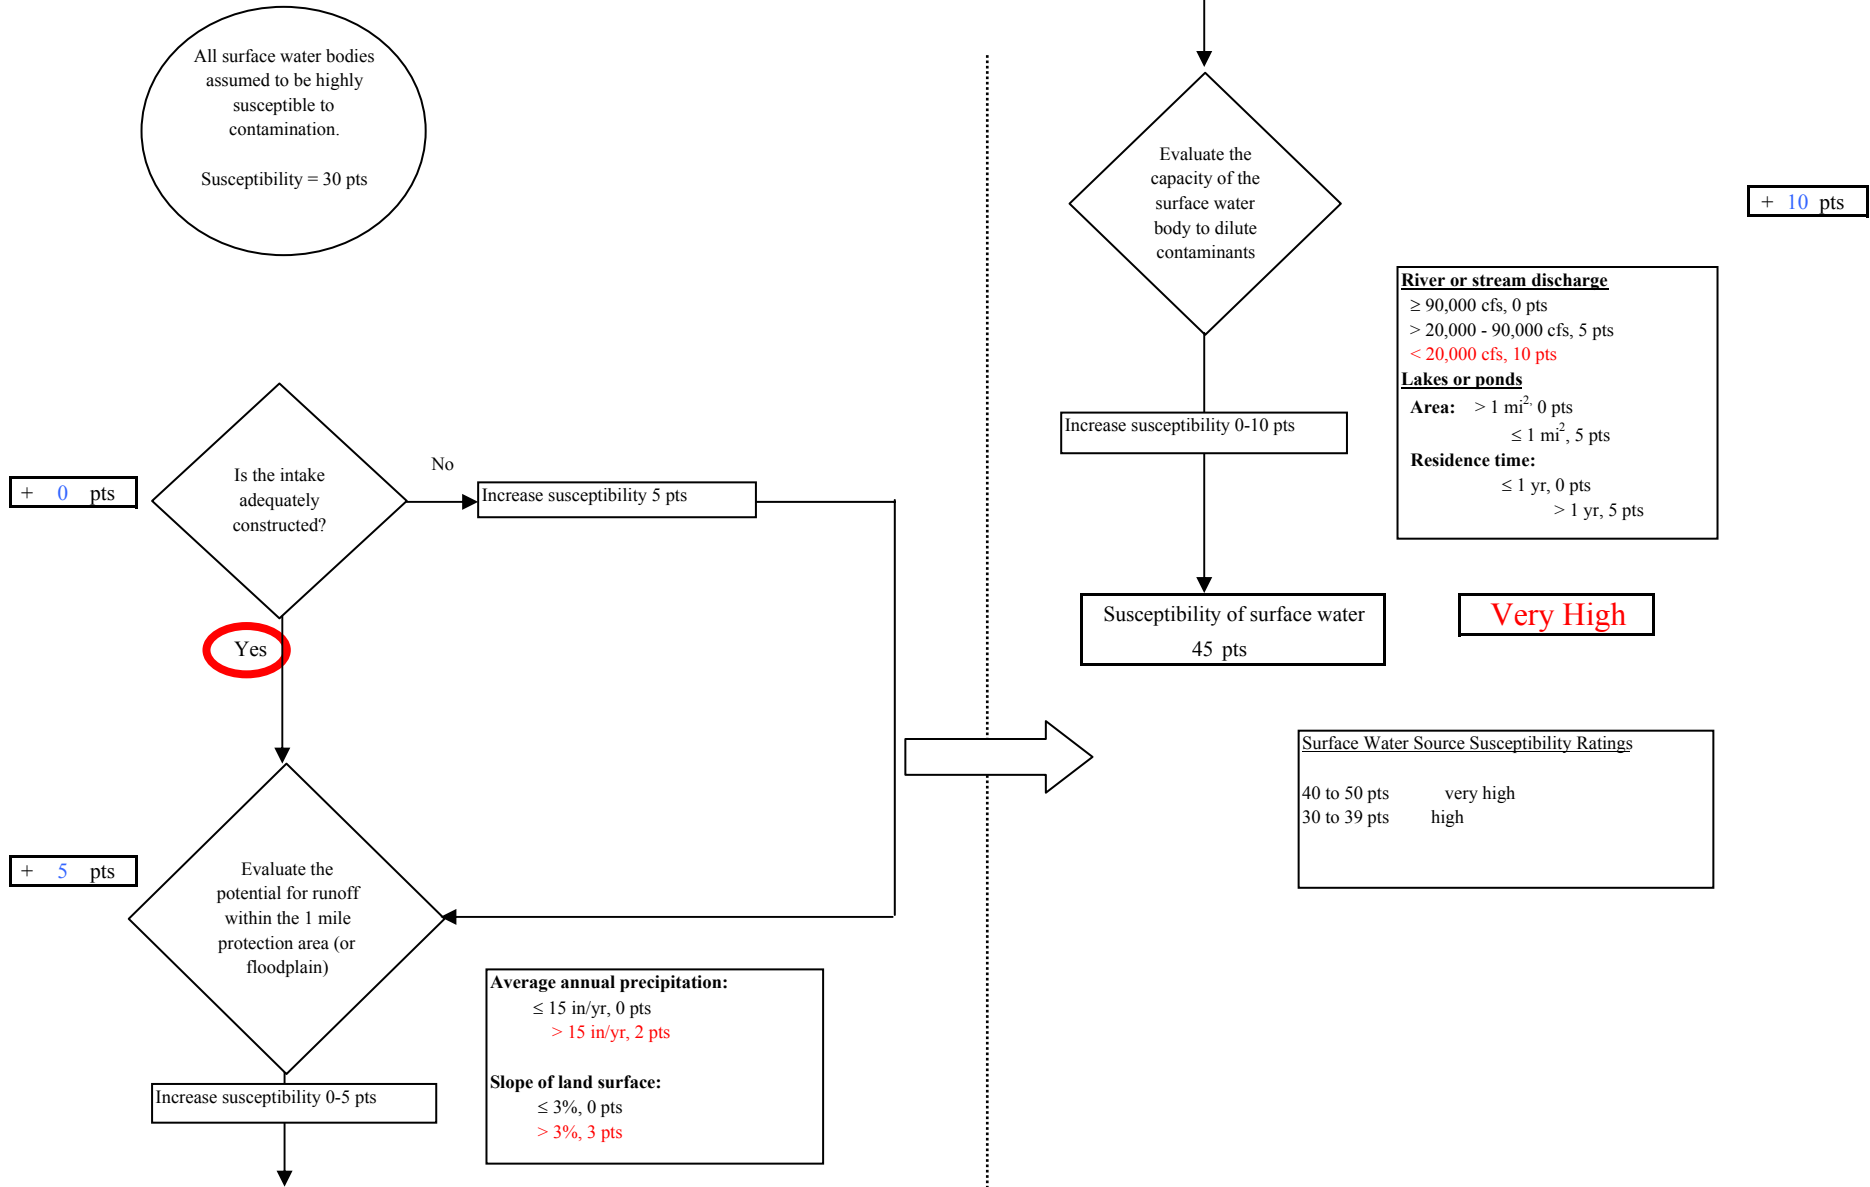 All surface water bodies
assumed to be highly
susceptible to
contamination.
Susceptibility = 30 pts
+ 0 pts
Is the intake
adequately
constructed?
No
Increase susceptibility 5 pts
Yes
+ 5 pts
Evaluate the
potential for runoff
within the 1 mile
protection area (or
floodplain)
Average annual precipitation:
≤ 15 in/yr, 0 pts
> 15 in/yr, 2 pts
Slope of land surface:
≤ 3%, 0 pts
> 3%, 3 pts
Increase susceptibility 0-5 pts
Evaluate the
capacity of the
surface water
body to dilute
contaminants
+ 10 pts
River or stream discharge
≥ 90,000 cfs, 0 pts
> 20,000 - 90,000 cfs, 5 pts
< 20,000 cfs, 10 pts
Lakes or ponds
Area: > 1 mi², 0 pts
≤ 1 mi², 5 pts
Residence time:
≤ 1 yr, 0 pts
> 1 yr, 5 pts
Increase susceptibility 0-10 pts
Susceptibility of surface water
45 pts
Very High
Surface Water Source Susceptibility Ratings
40 to 50 pts very high
30 to 39 pts high